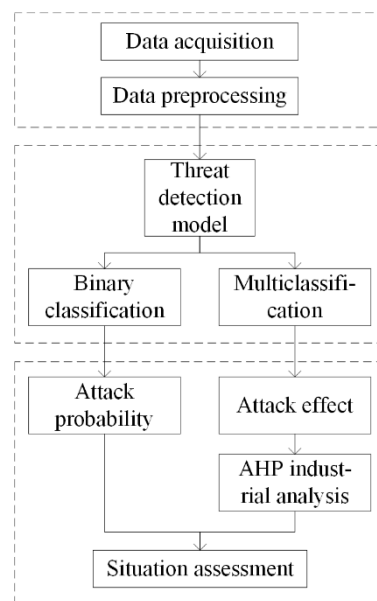 Data acquisition
Data preprocessing
Threat
detection
model
Binary
classification
Multiclassifi-
cation
Attack
probability
Attack effect
AHP indust-
rial analysis
Situation assessment